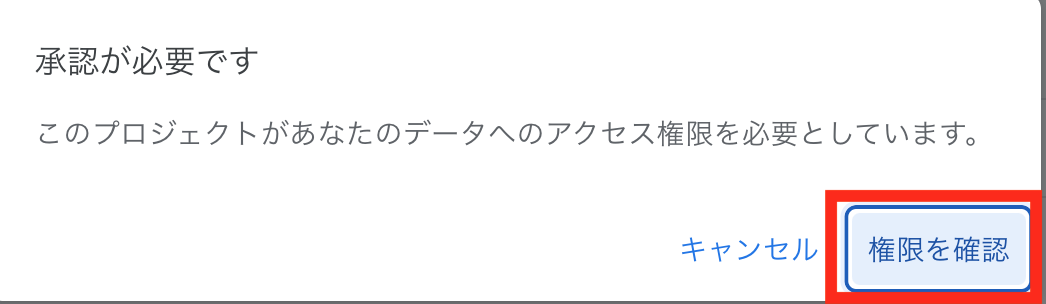 承認が必要です
このプロジェクトがあなたのデータへのアクセス権限を必要としています。
キャンセル 権限を確認